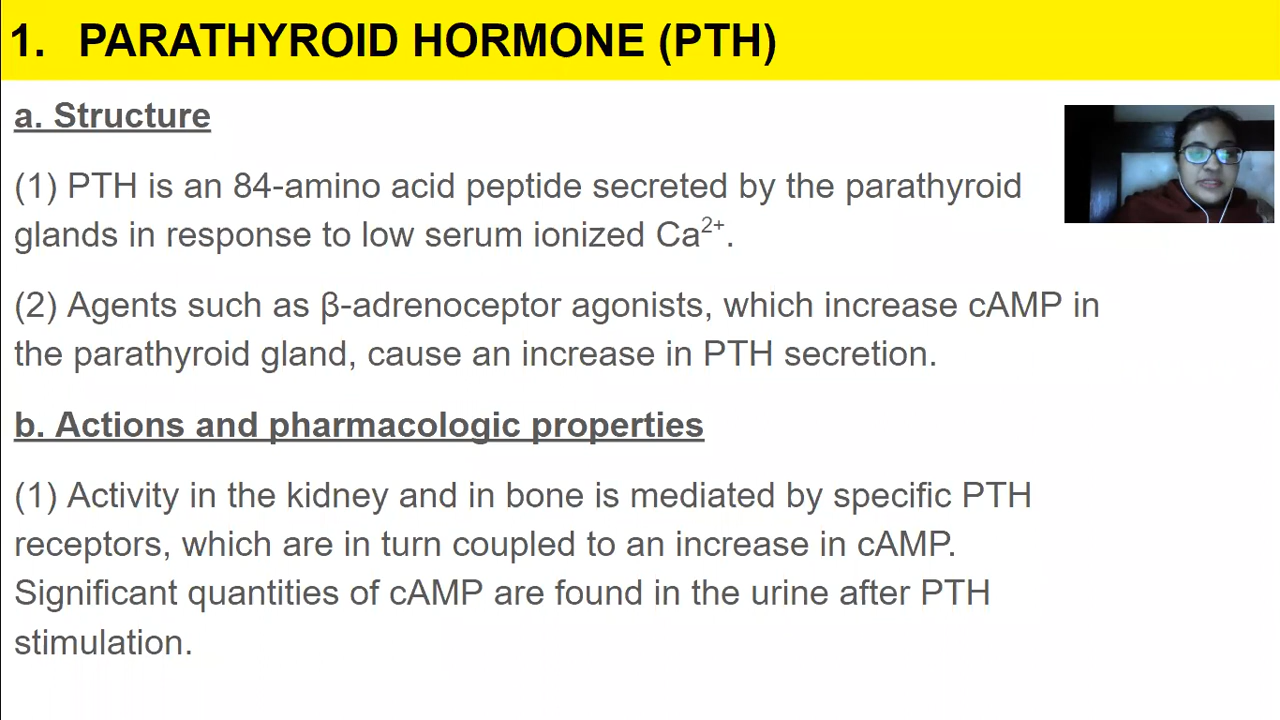 1. PARATHYROID HORMONE (PTH)
a. Structure
(1) PTH is an 84-amino acid peptide secreted by the parathyroid
glands in response to low serum ionized Ca²⁺.
(2) Agents such as β-adrenoceptor agonists, which increase cAMP in
the parathyroid gland, cause an increase in PTH secretion.
b. Actions and pharmacologic properties
(1) Activity in the kidney and in bone is mediated by specific PTH
receptors, which are in turn coupled to an increase in cAMP.
Significant quantities of cAMP are found in the urine after PTH
stimulation.